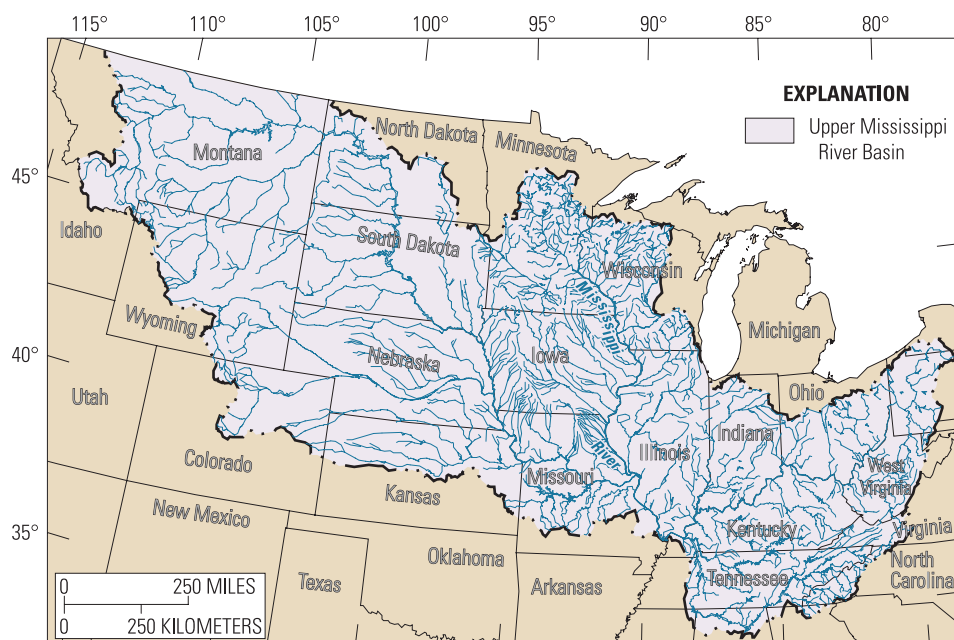 115° 110° 105° 100° 95° 90° 85° 80°
EXPLANATION
Upper Mississippi
River Basin
North Dakota
Minnesota
Montana
45°
Idaho
South Dakota
Wisconsin
Mississippi
Wyoming
Michigan
40°
Nebraska
Iowa
Utah
Ohio
Indiana
Illinois
River
Colorado
Missouri
West
Virginia
Kansas
New Mexico
Kentucky
Virginia
35°
Oklahoma
North
Carolina
Texas
Arkansas
Tennessee
0 250 MILES
0 250 KILOMETERS